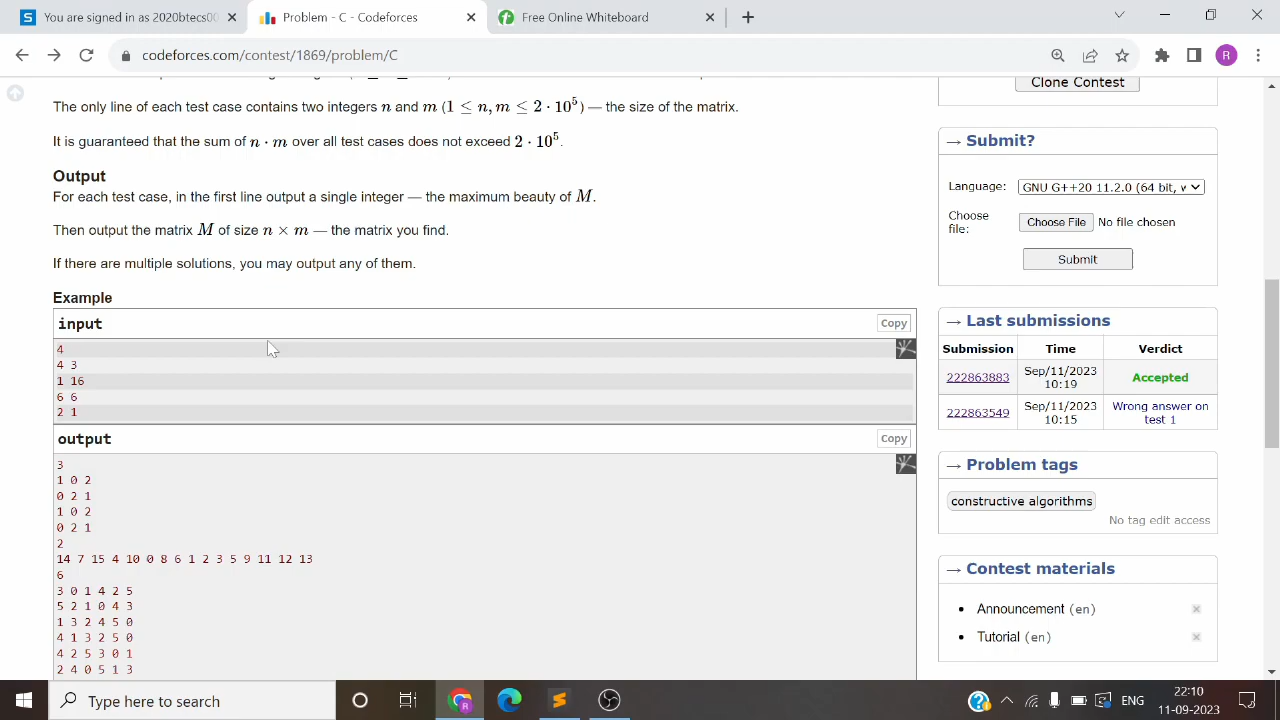 You are signed in as 2020btecs00
Problem - C - Codeforces
Free Online Whiteboard
codeforces.com/contest/1869/problem/C
R
The only line of each test case contains two integers n and m (1 ≤ n, m ≤ 2 · 10^5) — the size of the matrix.
It is guaranteed that the sum of n · m over all test cases does not exceed 2 · 10^5.
Output
For each test case, in the first line output a single integer — the maximum beauty of M.
Then output the matrix M of size n × m — the matrix you find.
If there are multiple solutions, you may output any of them.
Example
input
Copy
4
4 3
1 16
6 6
2 1
output
Copy
3
1 0 2
0 2 1
1 0 2
0 2 1
2
14 7 15 4 10 0 8 6 1 2 3 5 9 11 12 13
6
3 0 1 4 2 5
5 2 1 0 4 3
1 3 2 4 5 0
4 1 3 2 5 0
4 2 5 3 0 1
2 4 0 5 1 3
Clone Contest
→ Submit?
Language: GNU G++20 11.2.0 (64 bit, v
Choose file: Choose File No file chosen
Submit
→ Last submissions
Submission Time Verdict
222863883 Sep/11/2023 10:19 Accepted
222863549 Sep/11/2023 10:15 Wrong answer on test 1
→ Problem tags
constructive algorithms
No tag edit access
→ Contest materials
Announcement (en)
Tutorial (en)
Type here to search
ENG
22:10
11-09-2023